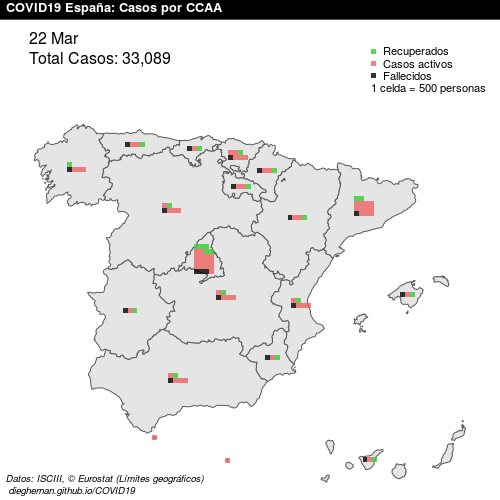 COVID19 España: Casos por CCAA
22 Mar
Total Casos: 33,089
Recuperados
Casos activos
Fallecidos
1 celda = 500 personas
Datos: ISCIII, © Eurostat (Límites geográficos)
dieghernan.github.io/COVID19